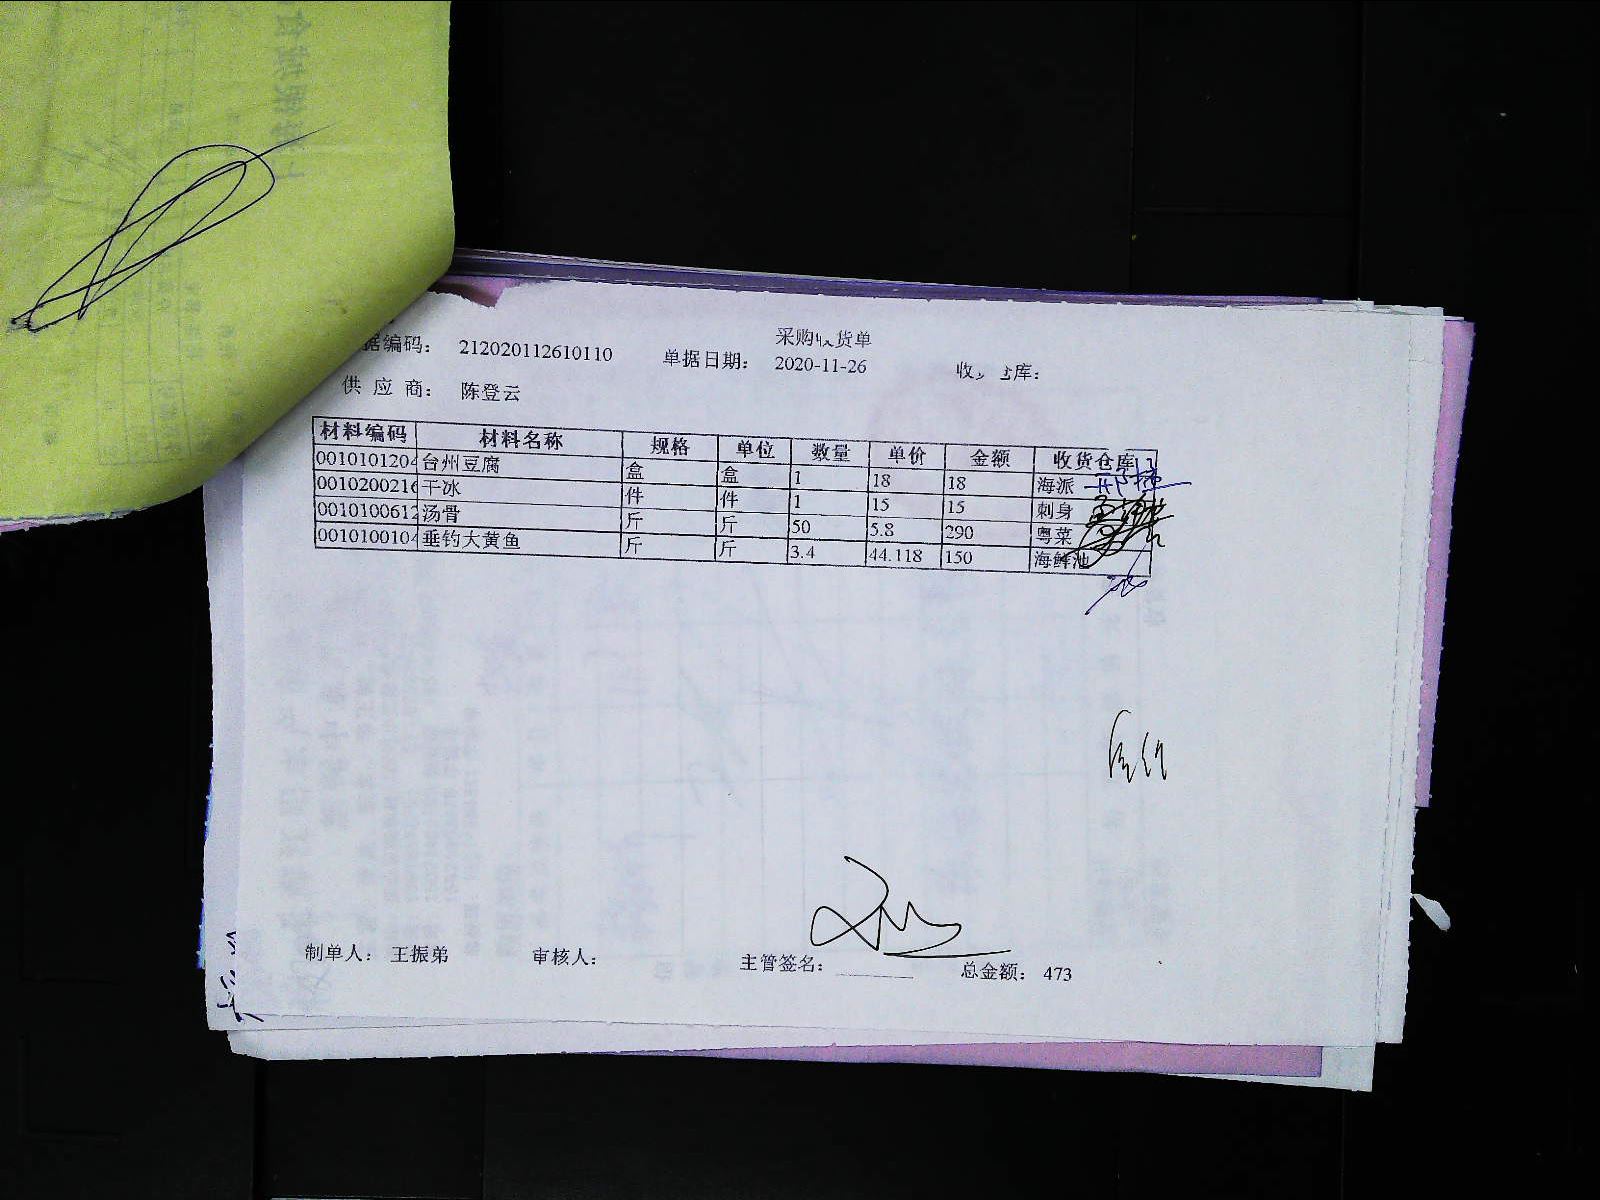 采购收货单
据编码： 212020112610110 单据日期： 2020-11-26 收 库：
供 应 商： 陈登云
材料编码 材料名称 规格 单位 数量 单价 金额 收货仓库
0010101204 台州豆腐 盒 盒 1 18 18 海派
0010200216 干冰 件 件 1 15 15 刺身
0010100612 汤骨 斤 斤 50 5.8 290 粤菜
0010100104 垂钓大黄鱼 斤 斤 3.4 44.118 150 海鲜池
制单人： 王振弟 审核人： 主管签名： 总金额： 473